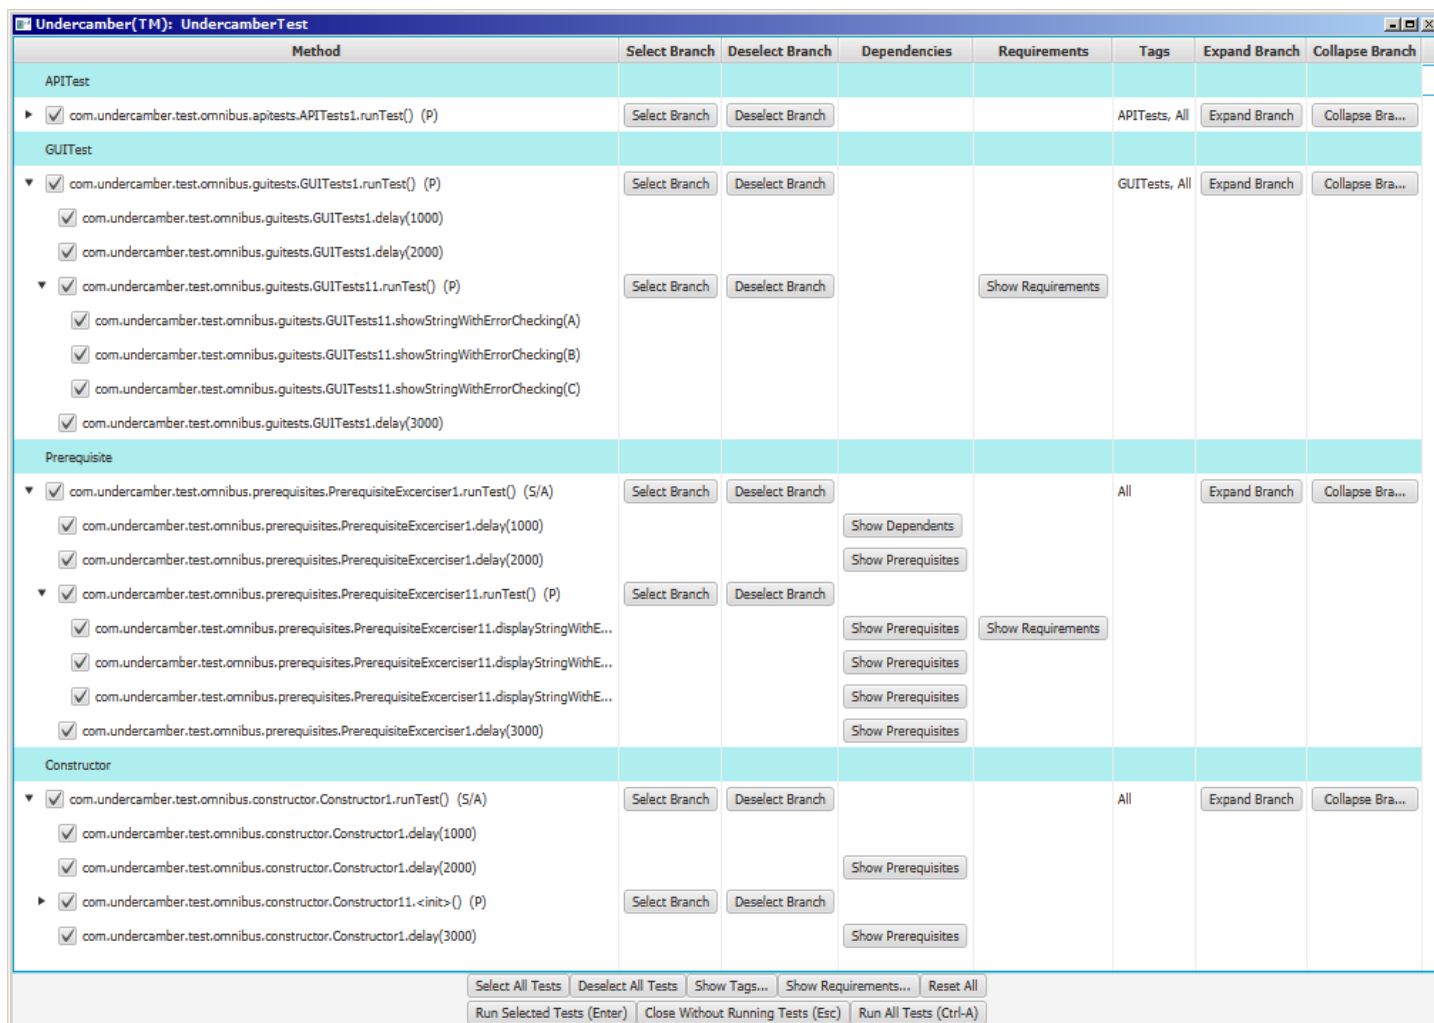 Undercamber(TM): UndercamberTest
Method Select Branch Deselect Branch Dependencies Requirements Tags Expand Branch Collapse Branch
APITest
com.undercamber.test.omnibus.apitests.APITests1.runTest() (P) Select Branch Deselect Branch APITests, All Expand Branch Collapse Bra...
GUITest
com.undercamber.test.omnibus.guitests.GUITests1.runTest() (P) Select Branch Deselect Branch GUITests, All Expand Branch Collapse Bra...
com.undercamber.test.omnibus.guitests.GUITests1.delay(1000)
com.undercamber.test.omnibus.guitests.GUITests1.delay(2000)
com.undercamber.test.omnibus.guitests.GUITests11.runTest() (P) Select Branch Deselect Branch Show Requirements
com.undercamber.test.omnibus.guitests.GUITests11.showStringWithErrorChecking(A)
com.undercamber.test.omnibus.guitests.GUITests11.showStringWithErrorChecking(B)
com.undercamber.test.omnibus.guitests.GUITests11.showStringWithErrorChecking(C)
com.undercamber.test.omnibus.guitests.GUITests1.delay(3000)
Prerequisite
com.undercamber.test.omnibus.prerequisites.PrerequisiteExcerciser1.runTest() (S/A) Select Branch Deselect Branch All Expand Branch Collapse Bra...
com.undercamber.test.omnibus.prerequisites.PrerequisiteExcerciser1.delay(1000) Show Dependents
com.undercamber.test.omnibus.prerequisites.PrerequisiteExcerciser1.delay(2000) Show Prerequisites
com.undercamber.test.omnibus.prerequisites.PrerequisiteExcerciser11.runTest() (P) Select Branch Deselect Branch
com.undercamber.test.omnibus.prerequisites.PrerequisiteExcerciser11.displayStringWithE... Show Prerequisites Show Requirements
com.undercamber.test.omnibus.prerequisites.PrerequisiteExcerciser11.displayStringWithE... Show Prerequisites
com.undercamber.test.omnibus.prerequisites.PrerequisiteExcerciser11.displayStringWithE... Show Prerequisites
com.undercamber.test.omnibus.prerequisites.PrerequisiteExcerciser1.delay(3000) Show Prerequisites
Constructor
com.undercamber.test.omnibus.constructor.Constructor1.runTest() (S/A) Select Branch Deselect Branch All Expand Branch Collapse Bra...
com.undercamber.test.omnibus.constructor.Constructor1.delay(1000)
com.undercamber.test.omnibus.constructor.Constructor1.delay(2000) Show Prerequisites
com.undercamber.test.omnibus.constructor.Constructor11.<init>() (P) Select Branch Deselect Branch
com.undercamber.test.omnibus.constructor.Constructor1.delay(3000) Show Prerequisites
Select All Tests Deselect All Tests Show Tags... Show Requirements... Reset All
Run Selected Tests (Enter) Close Without Running Tests (Esc) Run All Tests (Ctrl-A)